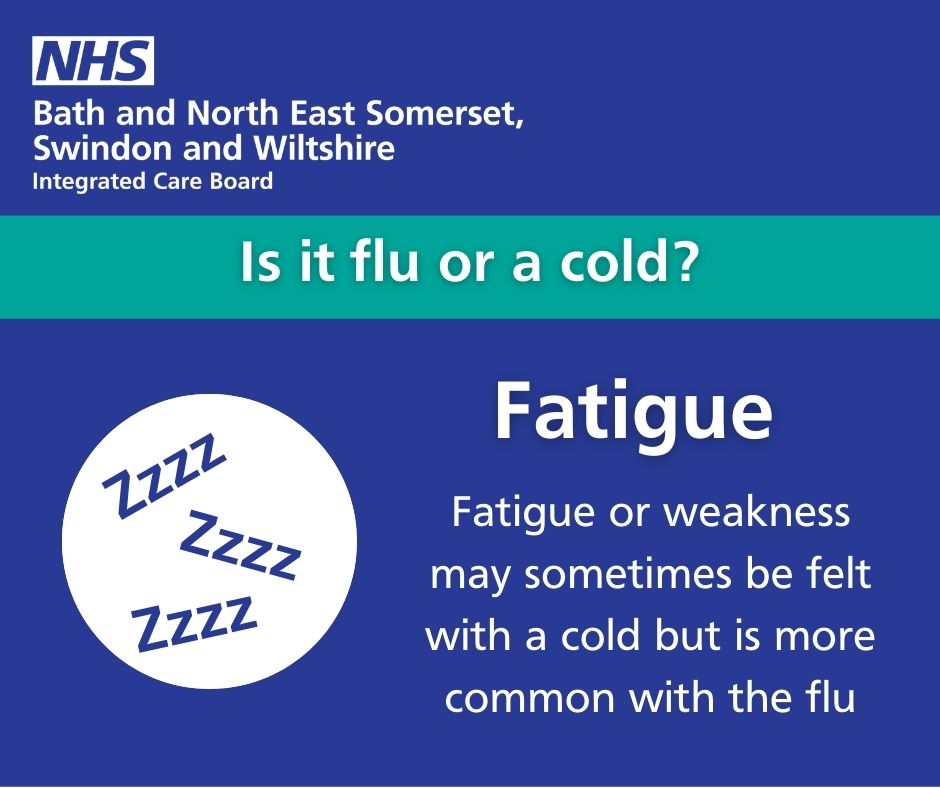 NHS
Bath and North East Somerset,
Swindon and Wiltshire
Integrated Care Board
Is it flu or a cold?
Fatigue
Zzzz
Zzzz
Zzzz
Fatigue or weakness
may sometimes be felt
with a cold but is more
common with the flu